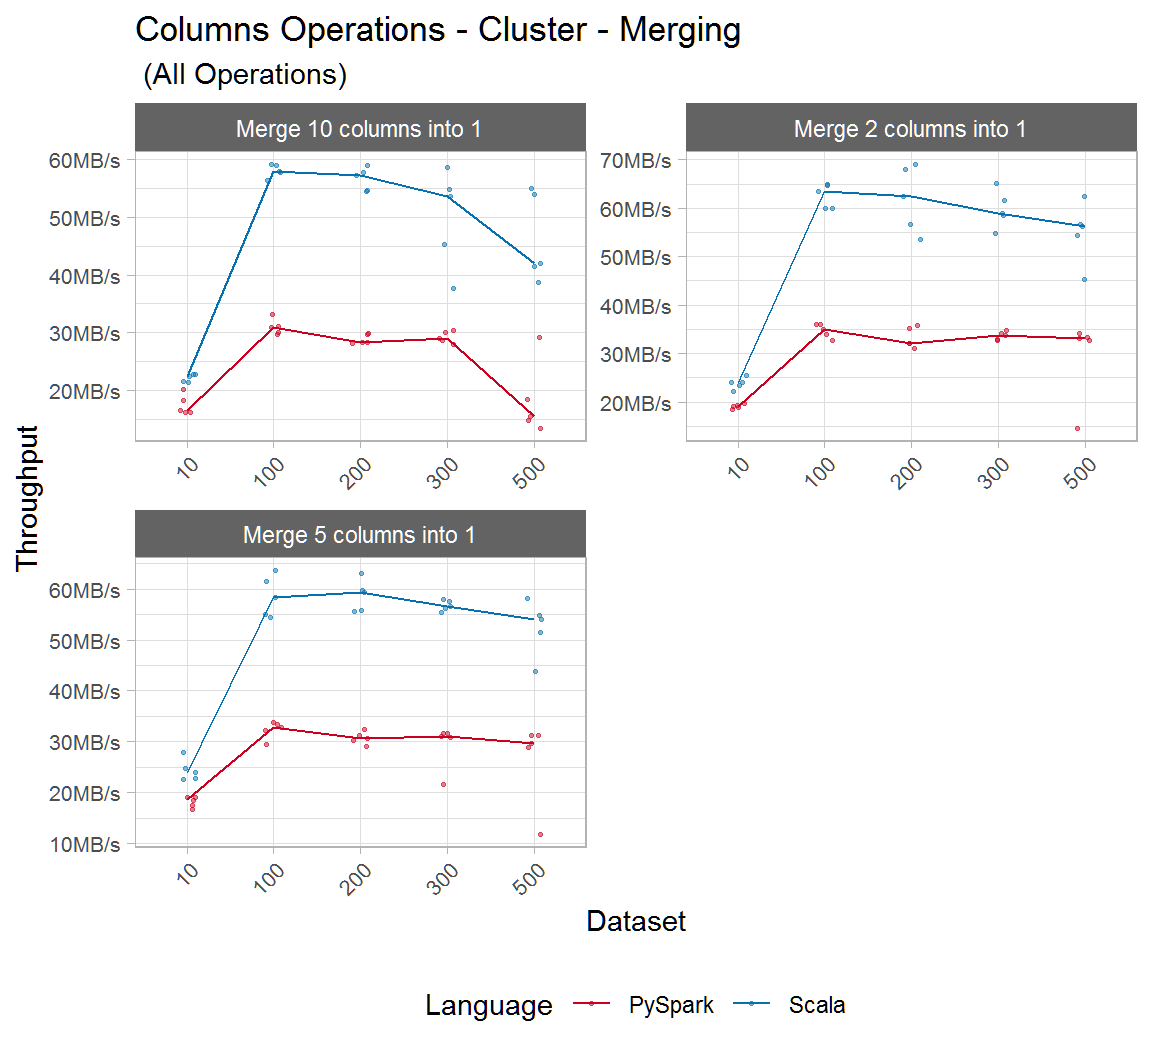 Columns Operations - Cluster - Merging
(All Operations)
Merge 10 columns into 1
60MB/s
50MB/s
40MB/s
30MB/s
20MB/s
10
100
200
300
500
Merge 2 columns into 1
70MB/s
60MB/s
50MB/s
40MB/s
30MB/s
20MB/s
10
100
200
300
500
Throughput
Merge 5 columns into 1
60MB/s
50MB/s
40MB/s
30MB/s
20MB/s
10MB/s
10
100
200
300
500
Dataset
Language PySpark Scala